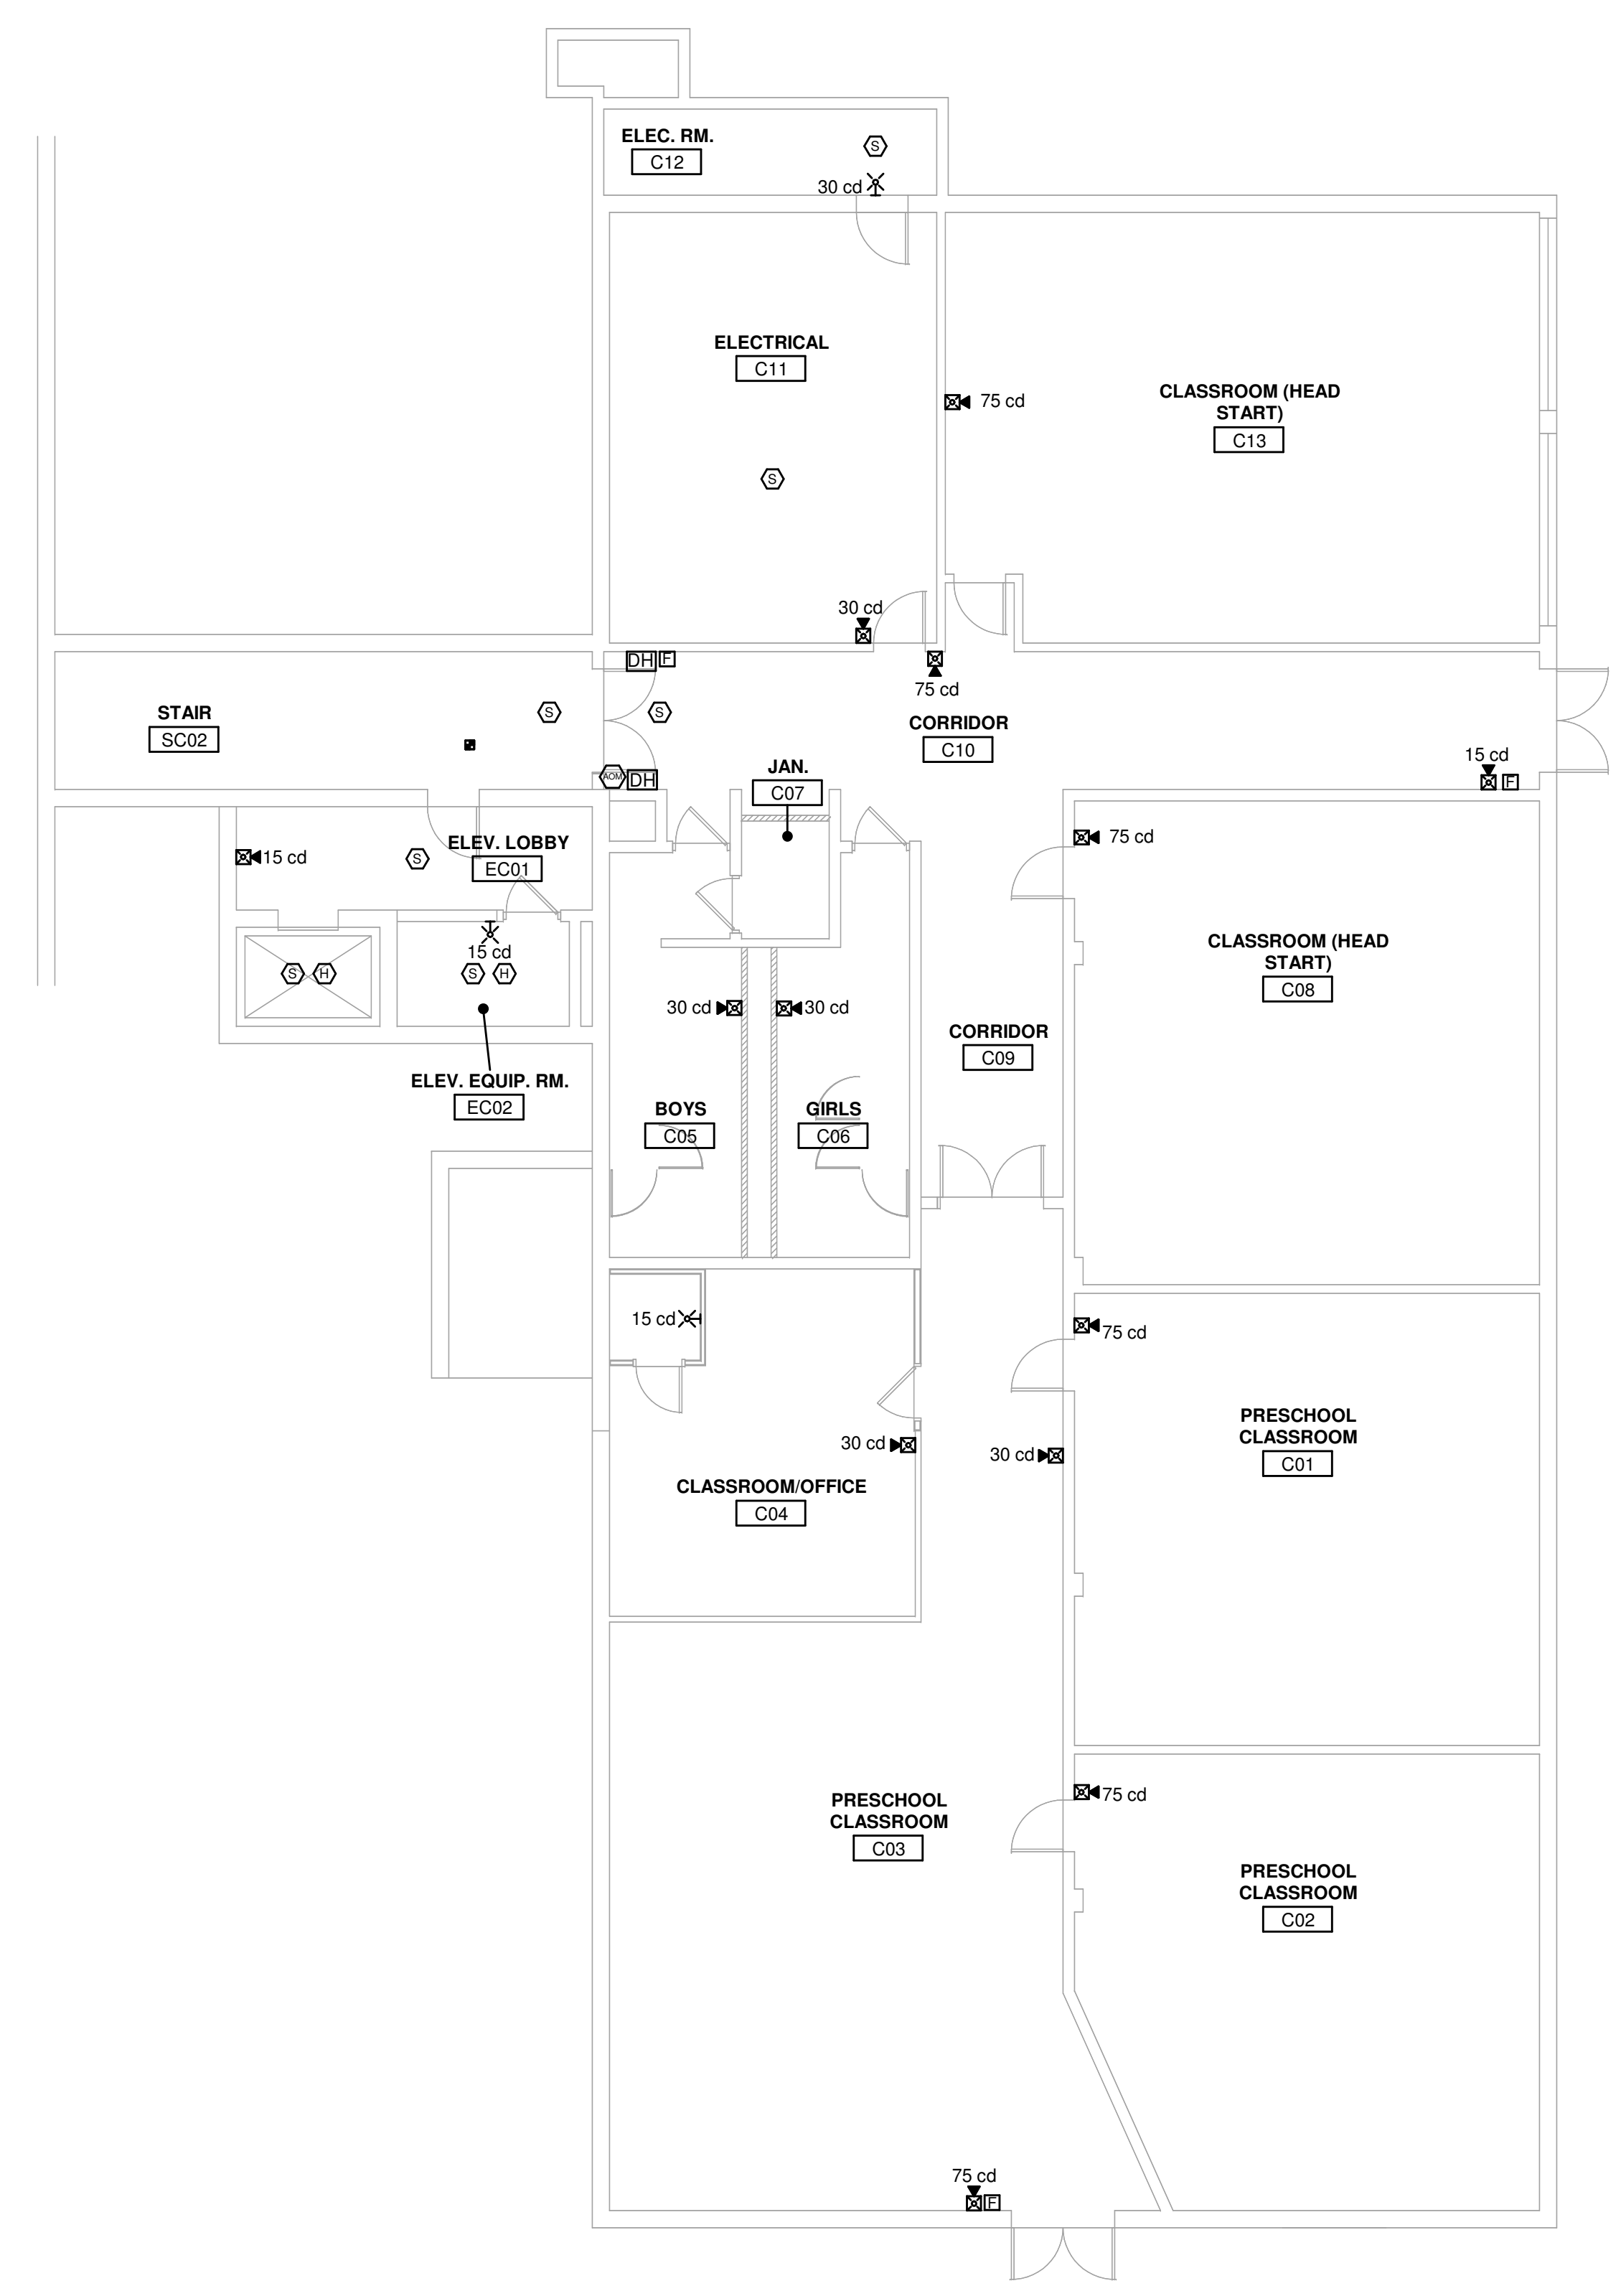 ELEC. RM.
C12
S
30 cd
ELECTRICAL
C11
75 cd
CLASSROOM (HEAD
START)
C13
S
30 cd
DH F
75 cd
STAIR
SC02
S
S
CORRIDOR
C10
15 cd
F
AOM DH
JAN.
C07
75 cd
ELEV. LOBBY
EC01
15 cd
S
15 cd
S H
S H
CLASSROOM (HEAD
START)
C08
30 cd
30 cd
CORRIDOR
C09
ELEV. EQUIP. RM.
EC02
BOYS
C05
GIRLS
C06
15 cd
75 cd
PRESCHOOL
CLASSROOM
C01
30 cd
30 cd
CLASSROOM/OFFICE
C04
75 cd
PRESCHOOL
CLASSROOM
C03
PRESCHOOL
CLASSROOM
C02
75 cd
F